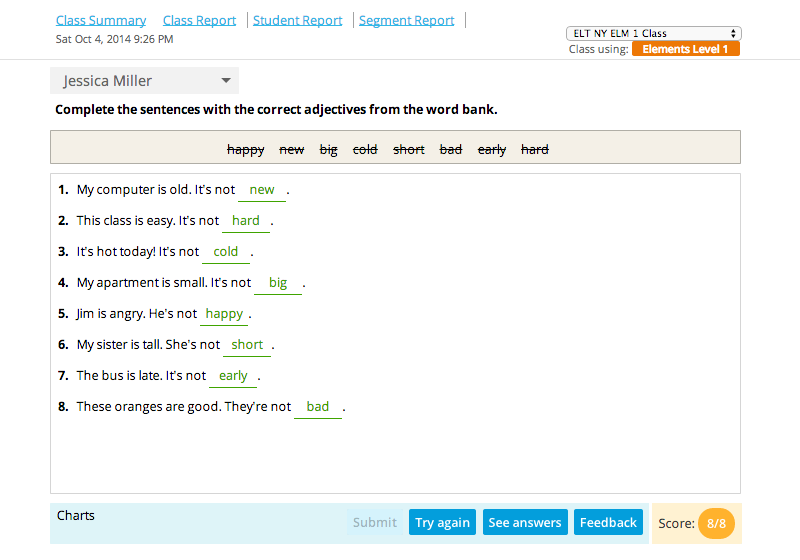 Class Summary Class Report Student Report Segment Report
Sat Oct 4, 2014 9:26 PM
ELT NY ELM 1 Class
Class using: Elements Level 1
Jessica Miller
Complete the sentences with the correct adjectives from the word bank.
happy new big cold short bad early hard
1. My computer is old. It's not new .
2. This class is easy. It's not hard .
3. It's hot today! It's not cold .
4. My apartment is small. It's not big .
5. Jim is angry. He's not happy .
6. My sister is tall. She's not short .
7. The bus is late. It's not early .
8. These oranges are good. They're not bad .
Charts Submit Try again See answers Feedback Score: 8/8